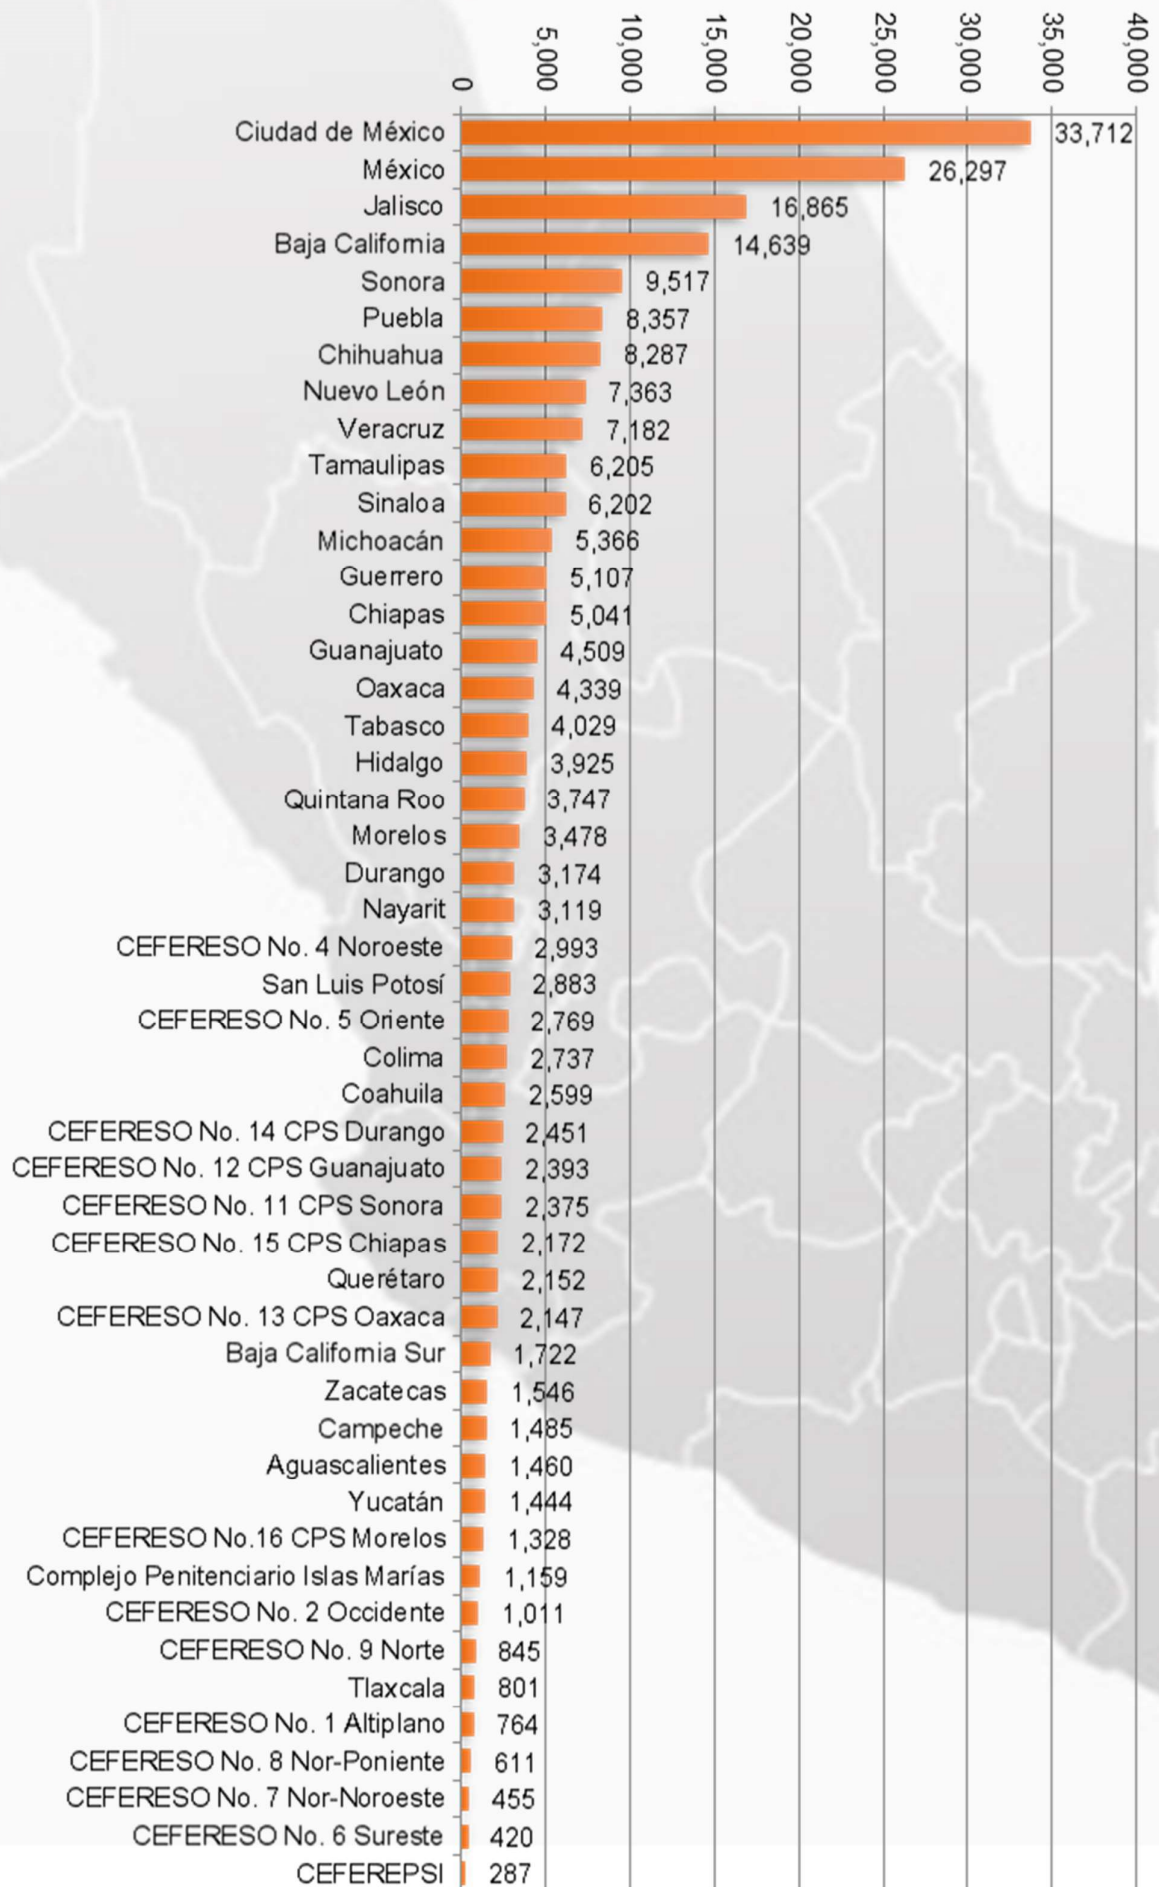 0 5,000 10,000 15,000 20,000 25,000 30,000 35,000 40,000
Ciudad de México 33,712
México 26,297
Jalisco 16,865
Baja California 14,639
Sonora 9,517
Puebla 8,357
Chihuahua 8,287
Nuevo León 7,363
Veracruz 7,182
Tamaulipas 6,205
Sinaloa 6,202
Michoacán 5,366
Guerrero 5,107
Chiapas 5,041
Guanajuato 4,509
Oaxaca 4,339
Tabasco 4,029
Hidalgo 3,925
Quintana Roo 3,747
Morelos 3,478
Durango 3,174
Nayarit 3,119
CEFERESO No. 4 Noroeste 2,993
San Luis Potosí 2,883
CEFERESO No. 5 Oriente 2,769
Colima 2,737
Coahuila 2,599
CEFERESO No. 14 CPS Durango 2,451
CEFERESO No. 12 CPS Guanajuato 2,393
CEFERESO No. 11 CPS Sonora 2,375
CEFERESO No. 15 CPS Chiapas 2,172
Querétaro 2,152
CEFERESO No. 13 CPS Oaxaca 2,147
Baja California Sur 1,722
Zacatecas 1,546
Campeche 1,485
Aguascalientes 1,460
Yucatán 1,444
CEFERESO No.16 CPS Morelos 1,328
Complejo Penitenciario Islas Marías 1,159
CEFERESO No. 2 Occidente 1,011
CEFERESO No. 9 Norte 845
Tlaxcala 801
CEFERESO No. 1 Altiplano 764
CEFERESO No. 8 Nor-Poniente 611
CEFERESO No. 7 Nor-Noroeste 455
CEFERESO No. 6 Sureste 420
CEFEREPSI 287